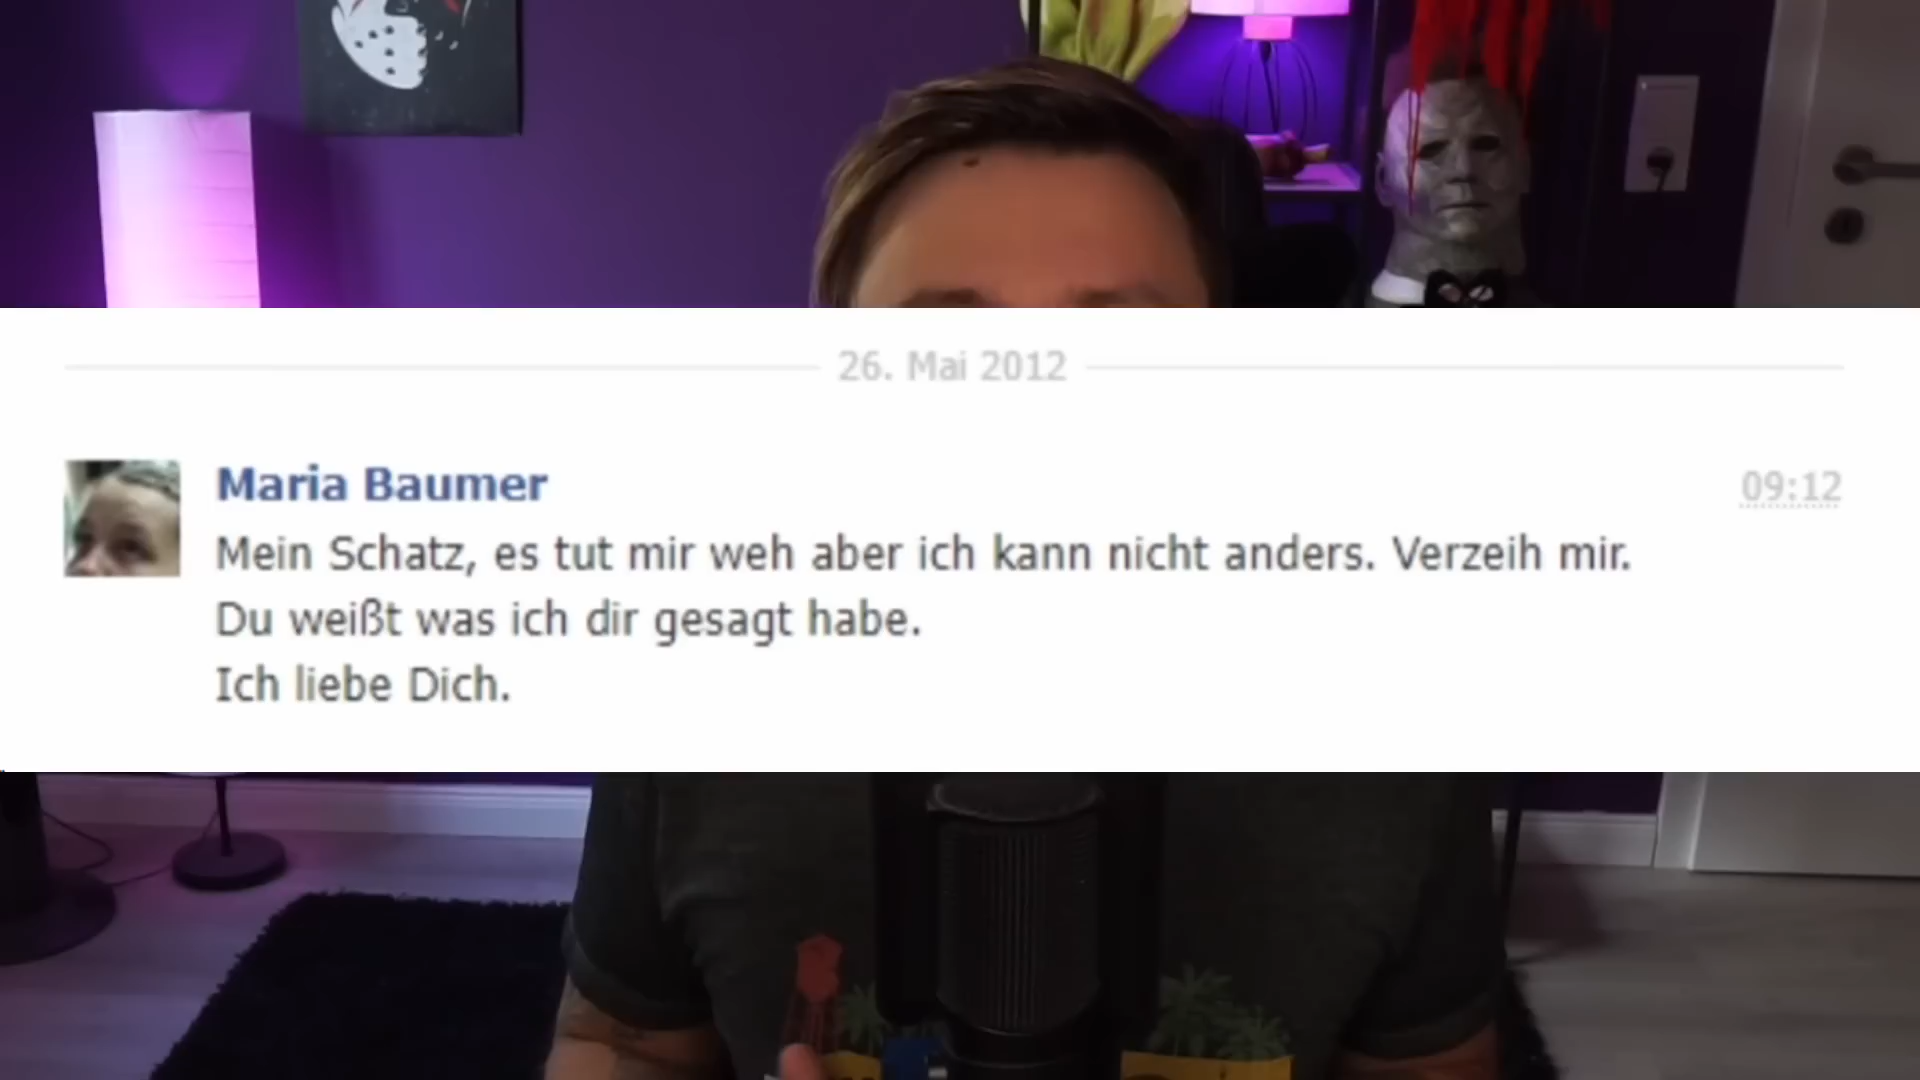 26. Mai 2012
Maria Baumer
09:12
Mein Schatz, es tut mir weh aber ich kann nicht anders. Verzeih mir.
Du weißt was ich dir gesagt habe.
Ich liebe Dich.